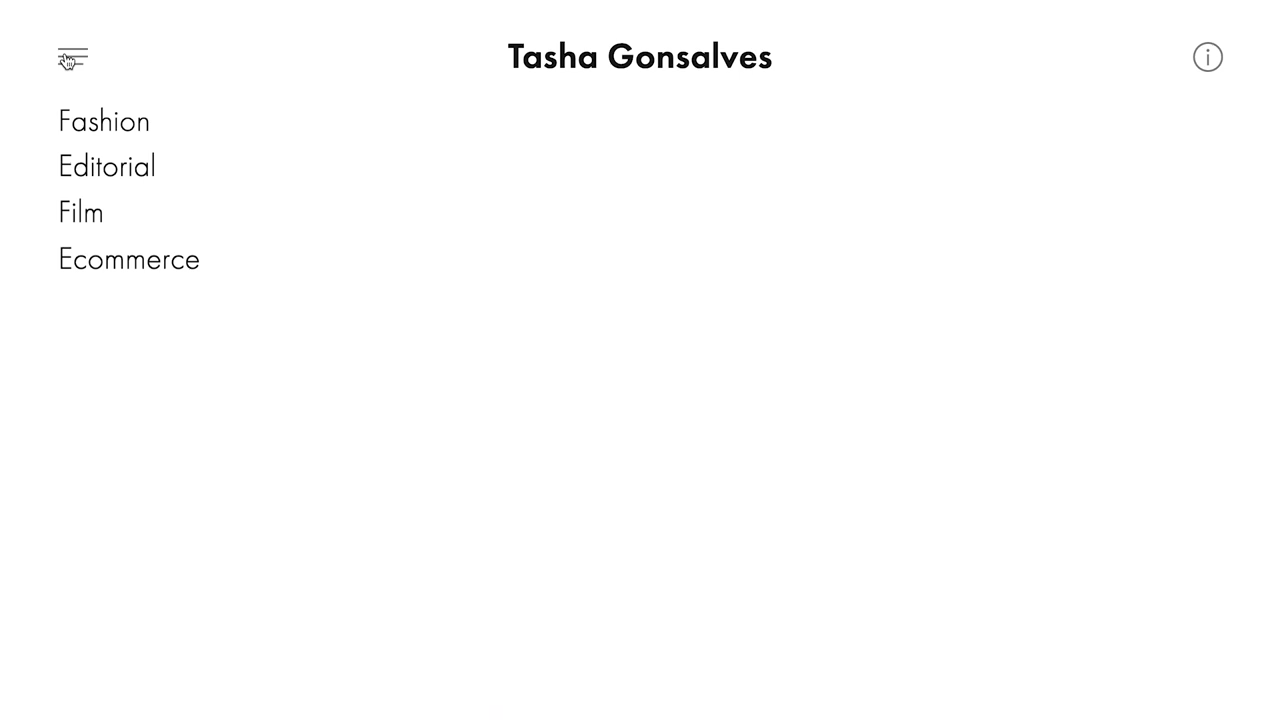 Tasha Gonsalves
Fashion
Editorial
Film
Ecommerce